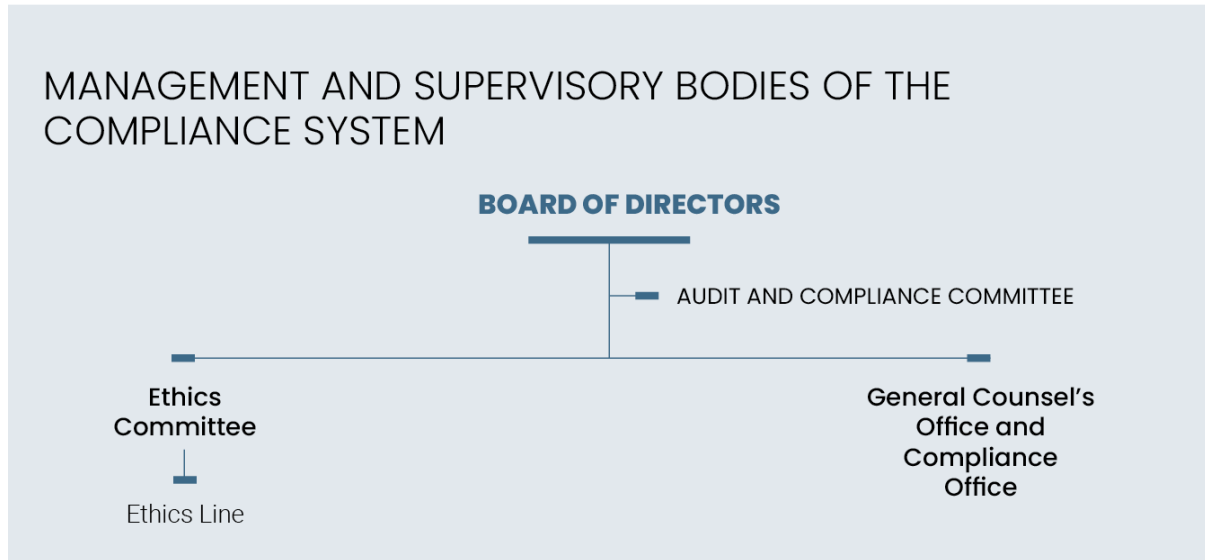 MANAGEMENT AND SUPERVISORY BODIES OF THE
COMPLIANCE SYSTEM
BOARD OF DIRECTORS
AUDIT AND COMPLIANCE COMMITTEE
Ethics
Committee
Ethics Line
General Counsel’s
Office and
Compliance
Office